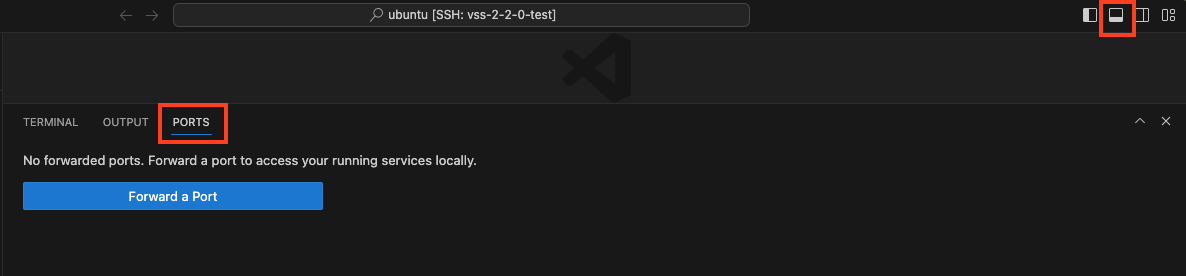 ubuntu [SSH: vss-2-2-0-test]
TERMINAL OUTPUT PORTS
No forwarded ports. Forward a port to access your running services locally.
Forward a Port